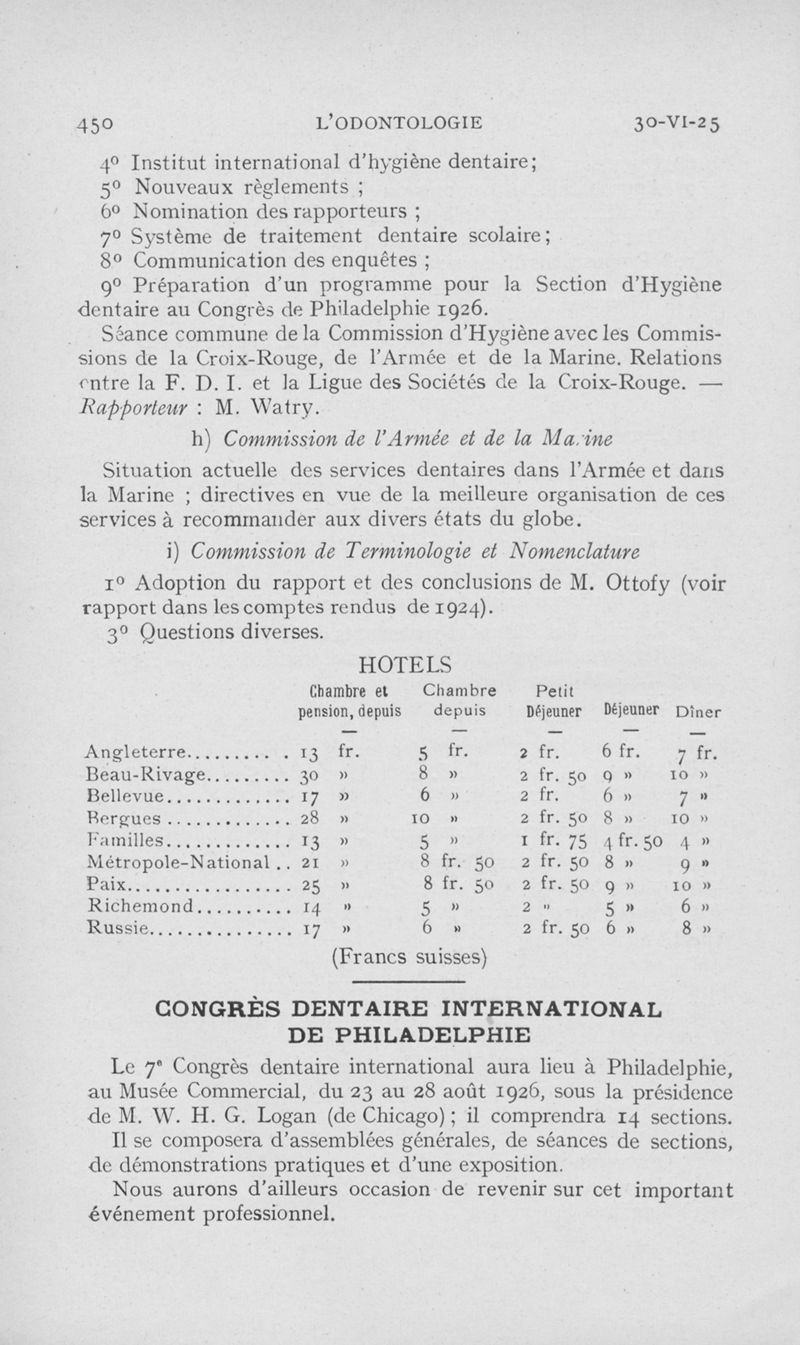 450 L'ODONTOLOGIE 30-VI-25
4º Institut international d'hygiène dentaire;
5º Nouveaux règlements ;
6º Nomination des rapporteurs ;
7º Système de traitement dentaire scolaire;
8º Communication des enquêtes ;
9º Préparation d'un programme pour la Section d'Hygiène
dentaire au Congrès de Philadelphie 1926.
Séance commune de la Commission d'Hygiène avec les Commis-
sions de la Croix-Rouge, de l'Armée et de la Marine. Relations
entre la F. D. I. et la Ligue des Sociétés de la Croix-Rouge. —
Rapporteur : M. Watry.
h) Commission de l'Armée et de la Marine
Situation actuelle des services dentaires dans l'Armée et dans
la Marine ; directives en vue de la meilleure organisation de ces
services à recommander aux divers états du globe.
i) Commission de Terminologie et Nomenclature
1º Adoption du rapport et des conclusions de M. Ottofy (voir
rapport dans les comptes rendus de 1924).
3º Questions diverses.
HOTELS
Chambre et Chambre Petit
pension, depuis depuis Déjeuner Déjeuner Dîner
— — — — —
Angleterre.......... . 13 fr. 5 fr. 2 fr. 6 fr. 7 fr.
Beau-Rivage......... 30 » 8 » 2 fr. 50 9 » 10 »
Bellevue............. 17 » 6 » 2 fr. 6 » 7 »
Bergues ............. 28 » 10 » 2 fr. 50 8 » 10 »
Familles............. 13 » 5 » 1 fr. 75 4 fr. 50 4 »
Métropole-National .. 21 » 8 fr. 50 2 fr. 50 8 » 9 »
Paix................. 25 » 8 fr. 50 2 fr. 50 9 » 10 »
Richemond.......... 14 » 5 » 2 » 5 » 6 »
Russie............... 17 » 6 » 2 fr. 50 6 » 8 »
(Francs suisses)
CONGRÈS DENTAIRE INTERNATIONAL
DE PHILADELPHIE
Le 7e Congrès dentaire international aura lieu à Philadelphie,
au Musée Commercial, du 23 au 28 août 1926, sous la présidence
de M. W. H. G. Logan (de Chicago) ; il comprendra 14 sections.
Il se composera d'assemblées générales, de séances de sections,
de démonstrations pratiques et d'une exposition.
Nous aurons d'ailleurs occasion de revenir sur cet important
événement professionnel.